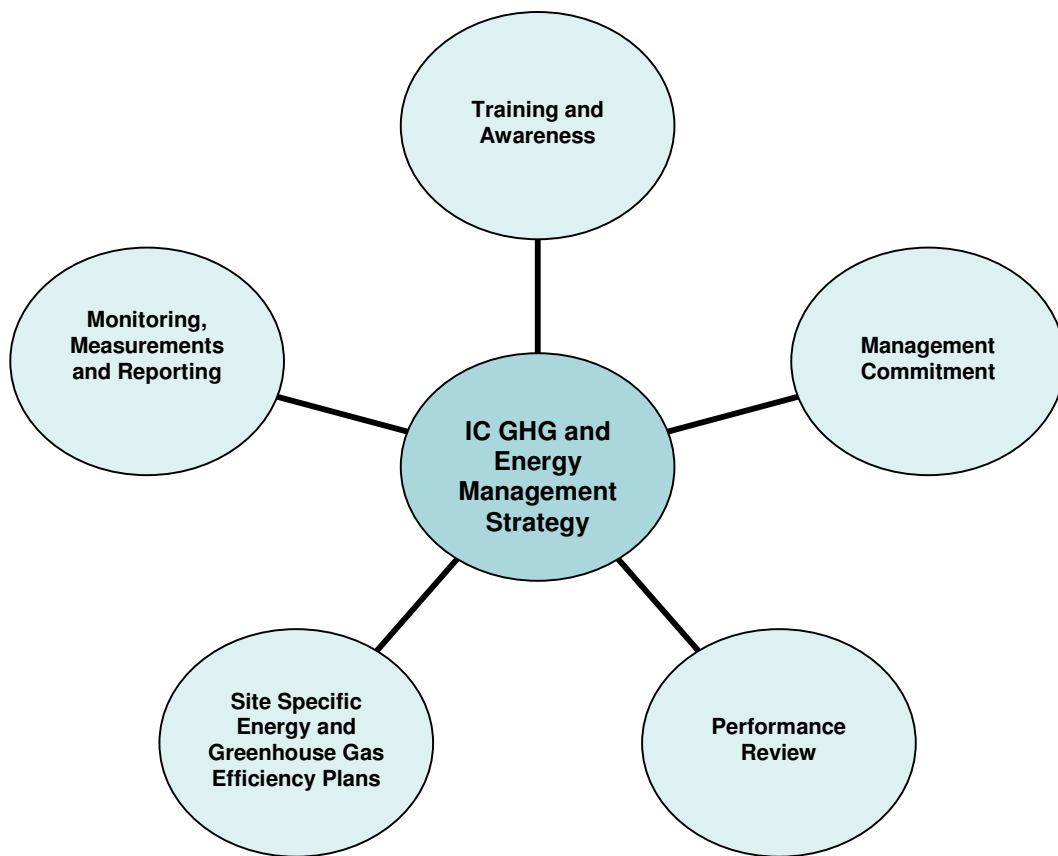 Training and
Awareness
Monitoring,
Measurements
and Reporting
Management
Commitment
IC GHG and
Energy
Management
Strategy
Site Specific
Energy and
Greenhouse Gas
Efficiency Plans
Performance
Review